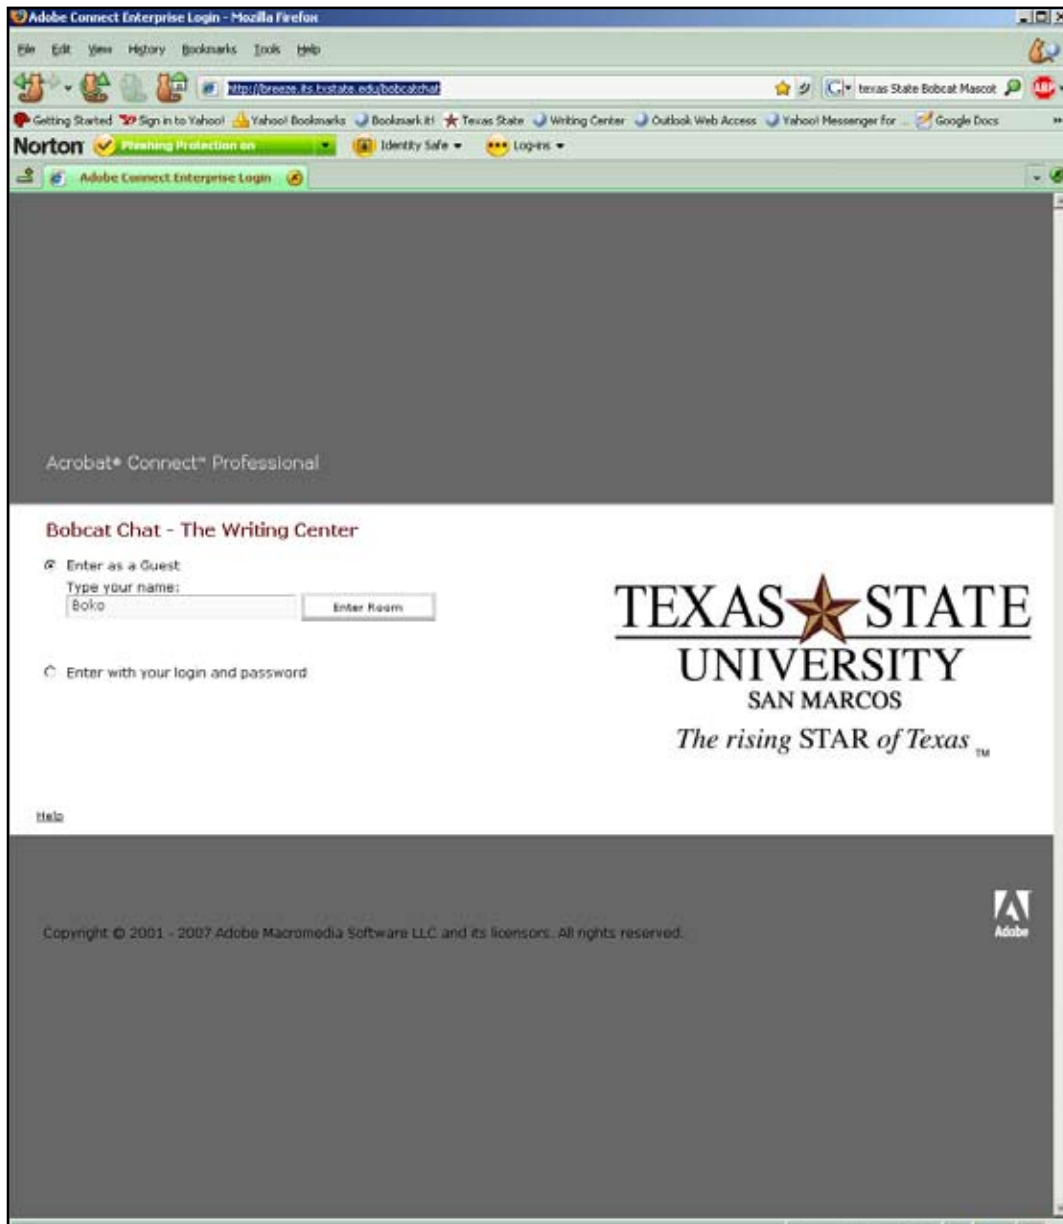 Adobe Connect Enterprise Login - Mozilla Firefox
File Edit View History Bookmarks Tools Help
http://breeze.its.txstate.edu/bobcatchat texas State Bobcat Mascot ABP
Getting Started Sign in to Yahoo! Yahoo! Bookmarks Bookmark it! Texas State Writing Center Outlook Web Access Yahoo! Messenger for ... Google Docs »
Norton Phishing Protection on Identity Safe Log-ins
Adobe Connect Enterprise Login
Acrobat® Connect™ Professional
Bobcat Chat - The Writing Center
Enter as a Guest
Type your name:
Boko Enter Room
Enter with your login and password
TEXAS STATE
UNIVERSITY
SAN MARCOS
The rising STAR of Texas TM
Help
Copyright © 2001 - 2007 Adobe Macromedia Software LLC and its licensors. All rights reserved.
Adobe